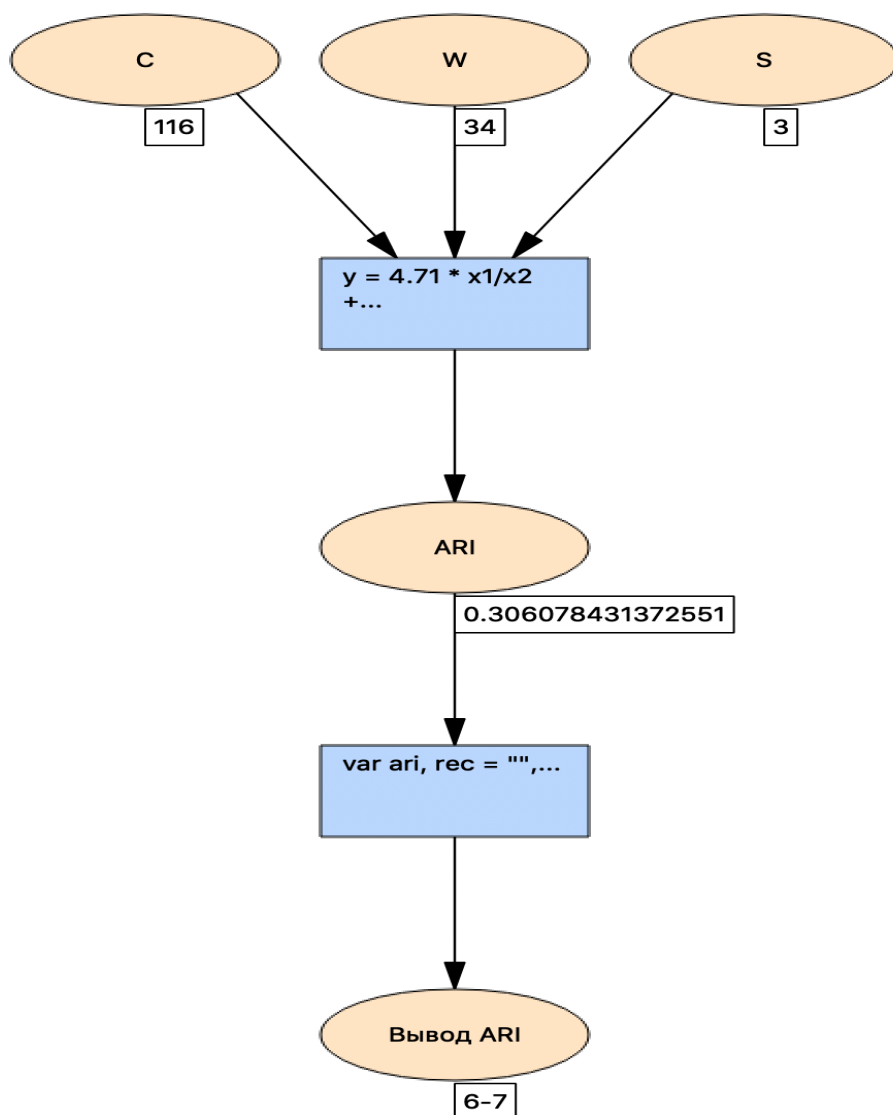 C
W
S
116
34
3
y = 4.71 * x1/x2
+...
ARI
0.306078431372551
var ari, rec = "",...
Вывод ARI
6-7